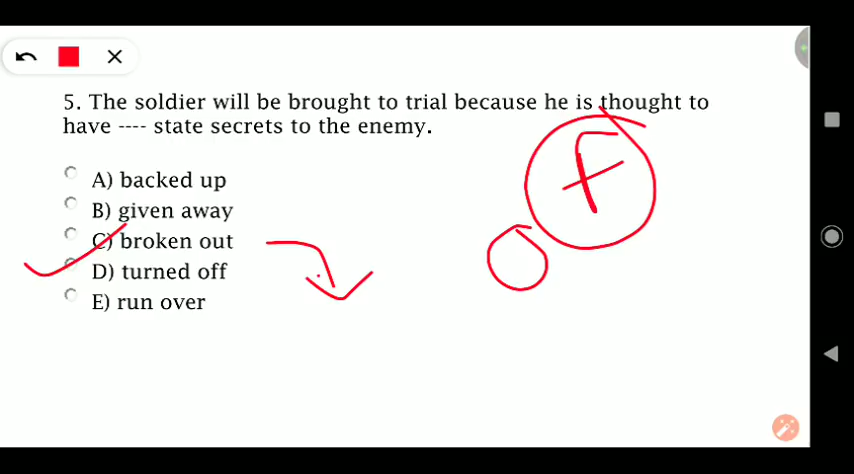 5. The soldier will be brought to trial because he is thought to
have ---- state secrets to the enemy.
A) backed up
B) given away
C) broken out
D) turned off
E) run over
f